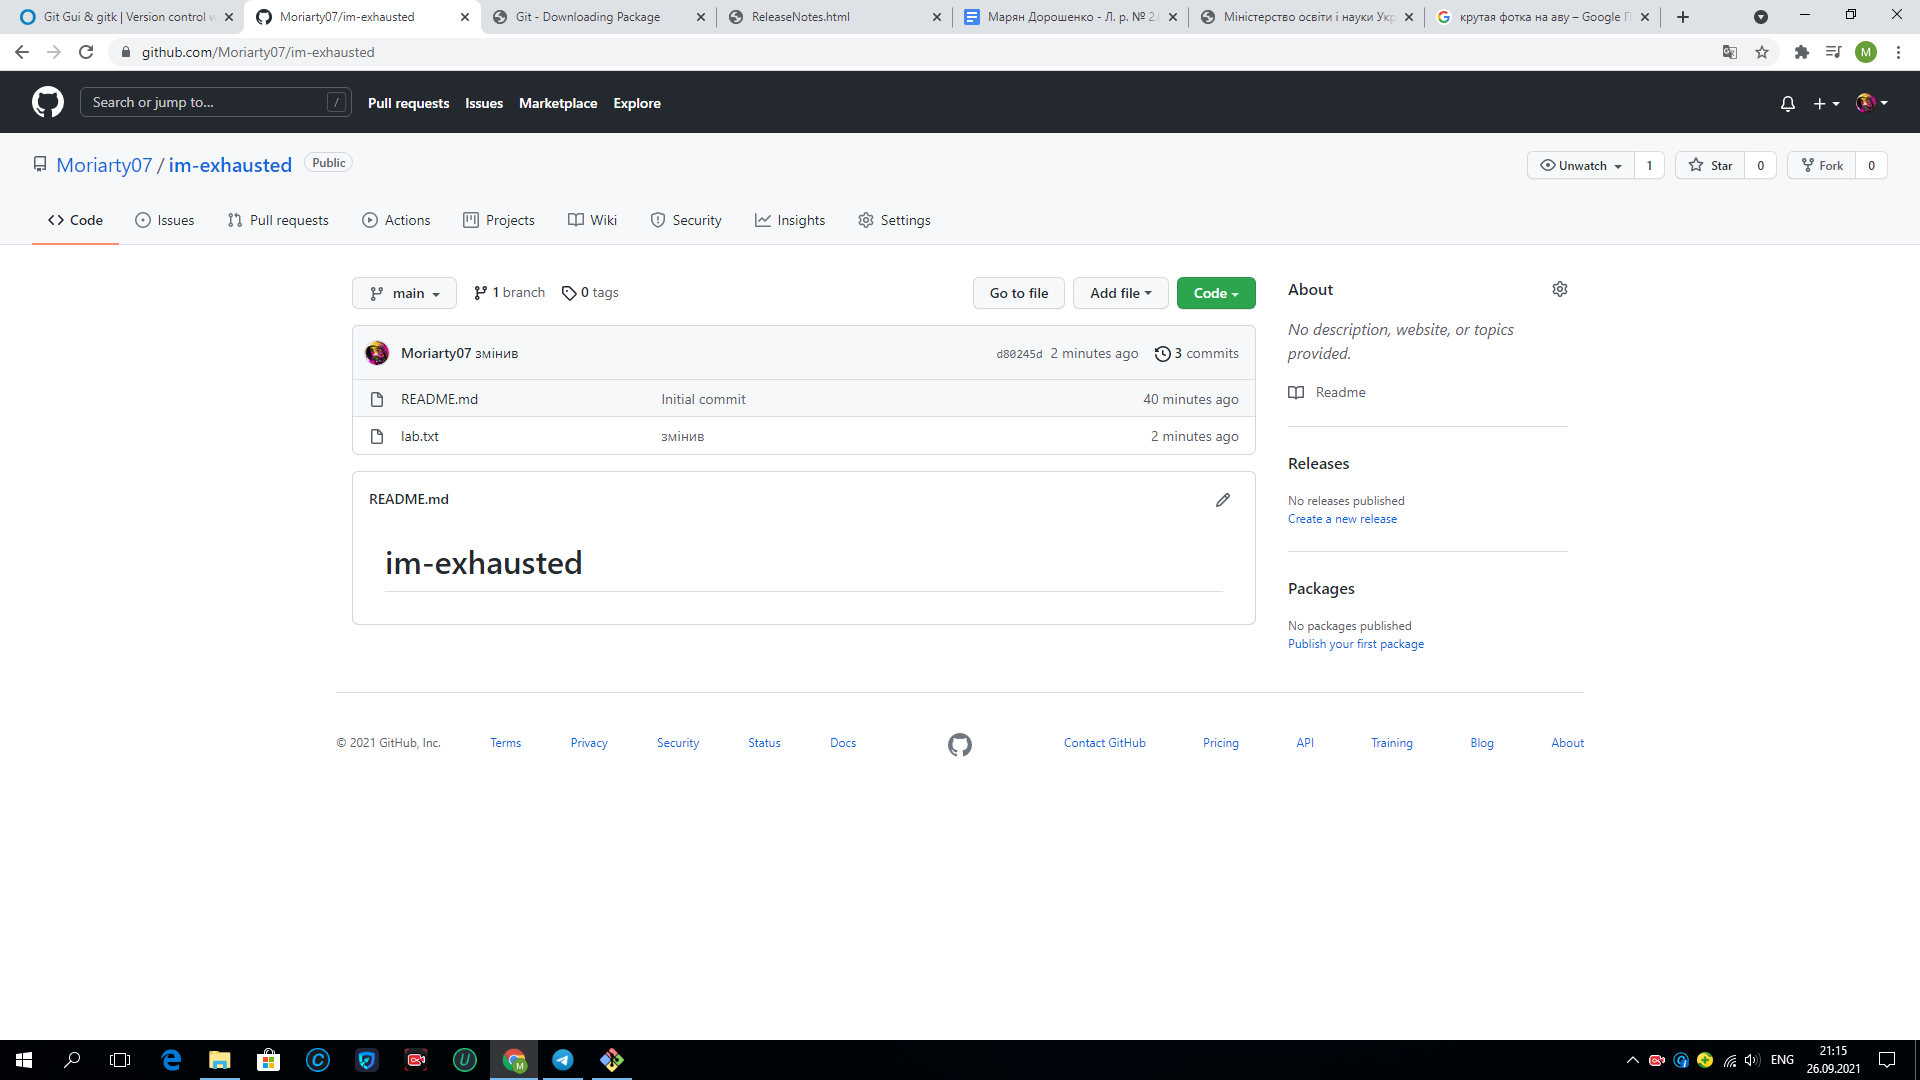 Git Gui & gitk | Version control w
Moriarty07/im-exhausted
Git - Downloading Package
ReleaseNotes.html
Марян Дорошенко - Л. р. № 2.
Міністерство освіти і науки Укр
крутая фотка на аву – Google П
github.com/Moriarty07/im-exhausted
M
Search or jump to...
/
Pull requests
Issues
Marketplace
Explore
Moriarty07 / im-exhausted
Public
Unwatch
1
Star
0
Fork
0
Code
Issues
Pull requests
Actions
Projects
Wiki
Security
Insights
Settings
main
1 branch
0 tags
Go to file
Add file
Code
Moriarty07 змінив
d80245d
2 minutes ago
3 commits
README.md
Initial commit
40 minutes ago
lab.txt
змінив
2 minutes ago
README.md
im-exhausted
About
No description, website, or topics
provided.
Readme
Releases
No releases published
Create a new release
Packages
No packages published
Publish your first package
© 2021 GitHub, Inc.
Terms
Privacy
Security
Status
Docs
Contact GitHub
Pricing
API
Training
Blog
About
ENG
21:15
26.09.2021